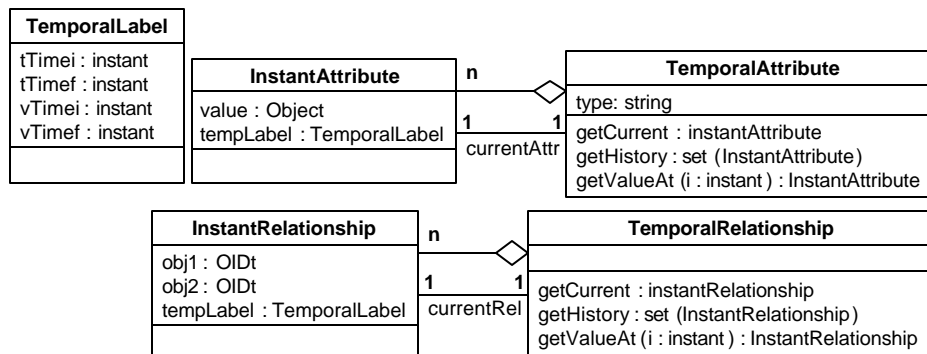 TemporalLabel
tTimei : instant
tTimef : instant
vTimei : instant
vTimef : instant
InstantAttribute
value : Object
tempLabel : TemporalLabel
n
1
1
currentAttr
TemporalAttribute
type: string
getCurrent : instantAttribute
getHistory : set (InstantAttribute)
getValueAt (i : instant) : InstantAttribute
InstantRelationship
obj1 : OIDt
obj2 : OIDt
tempLabel : TemporalLabel
n
1
1
currentRel
TemporalRelationship
getCurrent : instantRelationship
getHistory : set (InstantRelationship)
getValueAt (i : instant) : InstantRelationship